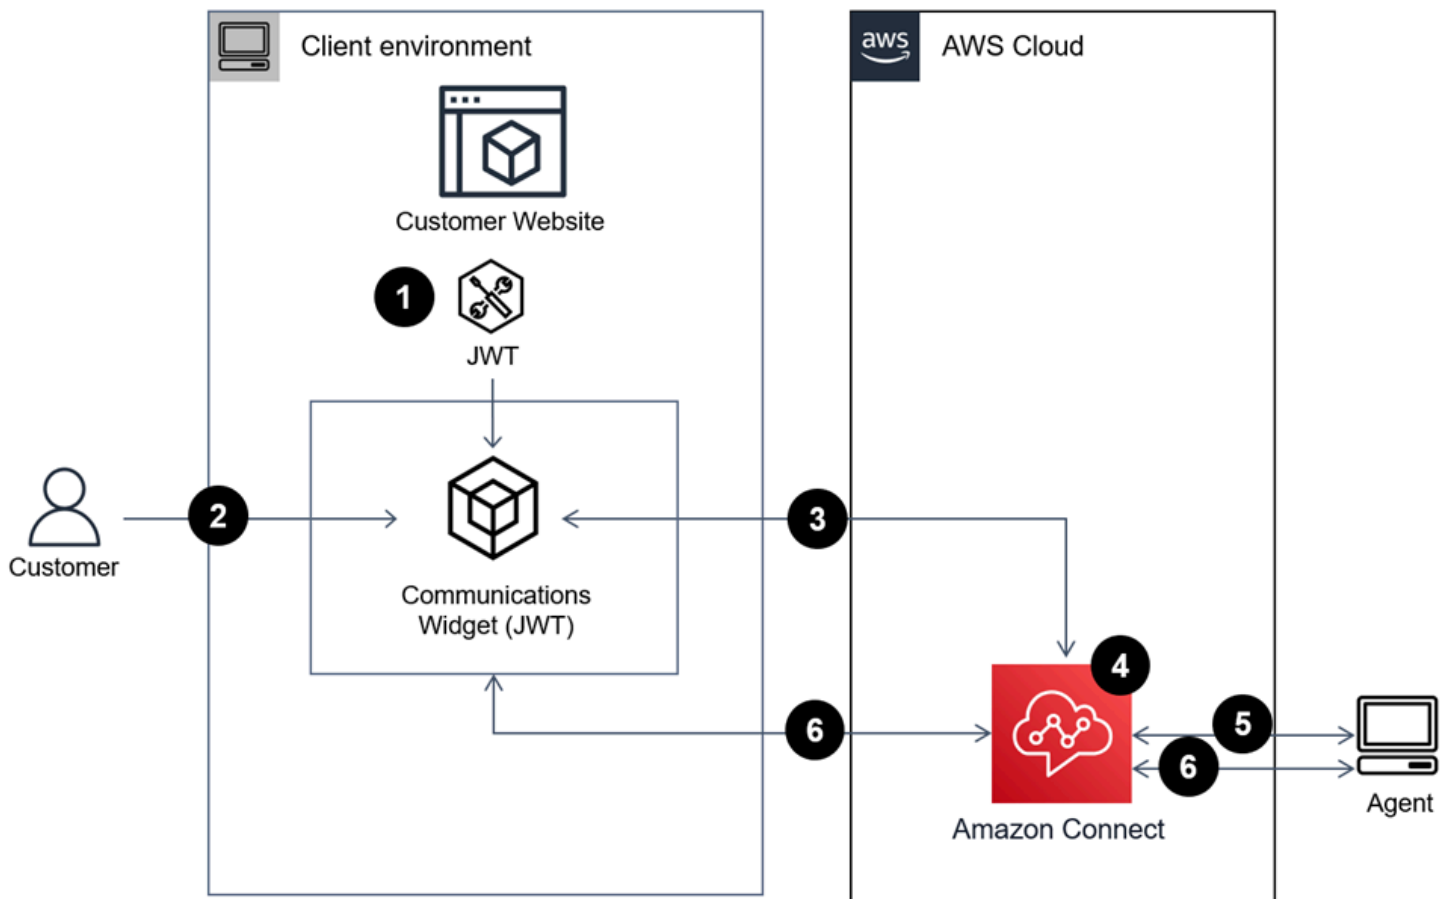 Client environment
aws
AWS Cloud
Customer Website
1
JWT
2
3
Customer
Communications
Widget (JWT)
4
5
6
6
Agent
Amazon Connect